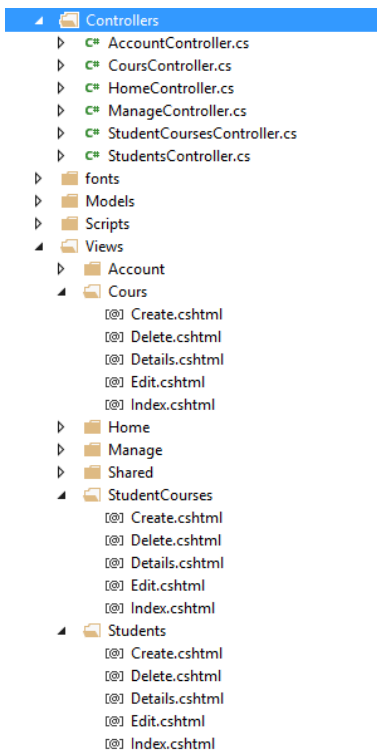 Controllers
C# AccountController.cs
C# CoursController.cs
C# HomeController.cs
C# ManageController.cs
C# StudentCoursesController.cs
C# StudentsController.cs
fonts
Models
Scripts
Views
Account
Cours
[@] Create.cshtml
[@] Delete.cshtml
[@] Details.cshtml
[@] Edit.cshtml
[@] Index.cshtml
Home
Manage
Shared
StudentCourses
[@] Create.cshtml
[@] Delete.cshtml
[@] Details.cshtml
[@] Edit.cshtml
[@] Index.cshtml
Students
[@] Create.cshtml
[@] Delete.cshtml
[@] Details.cshtml
[@] Edit.cshtml
[@] Index.cshtml